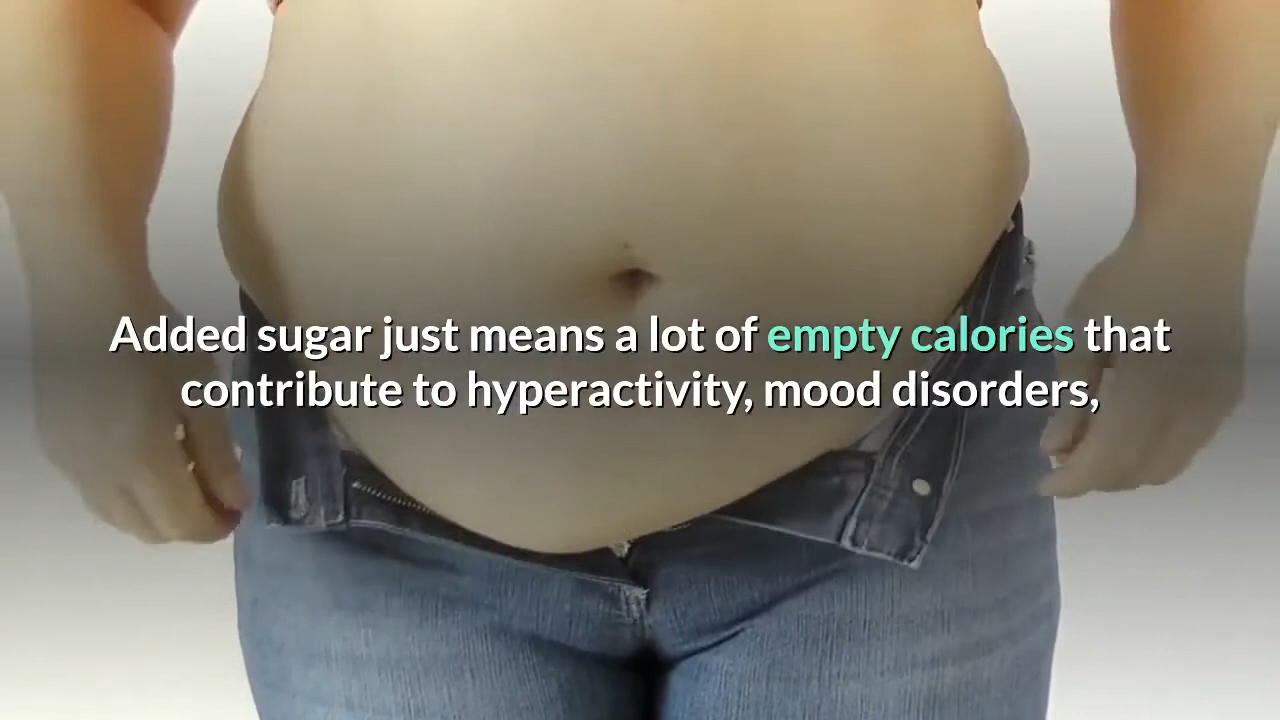 Added sugar just means a lot of empty calories that
contribute to hyperactivity, mood disorders,